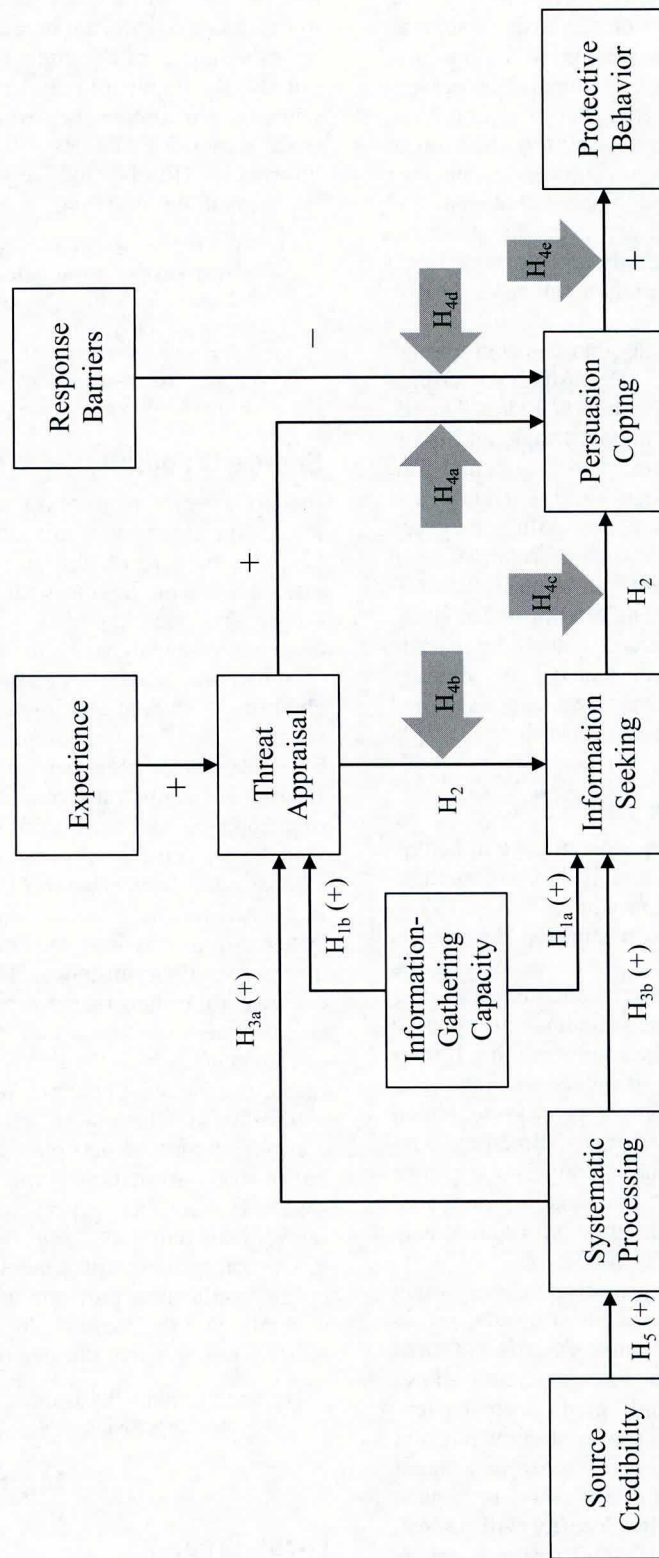 Source
Credibility
H5 (+)
Systematic
Processing
H3a (+)
H3b (+)
Information-
Gathering
Capacity
H1b (+)
H1a (+)
Experience
+
Threat
Appraisal
H2
H4b
Information
Seeking
+
H4c
H2
Response
Barriers
−
H4a
H4d
Persuasion
Coping
H4e
+
Protective
Behavior